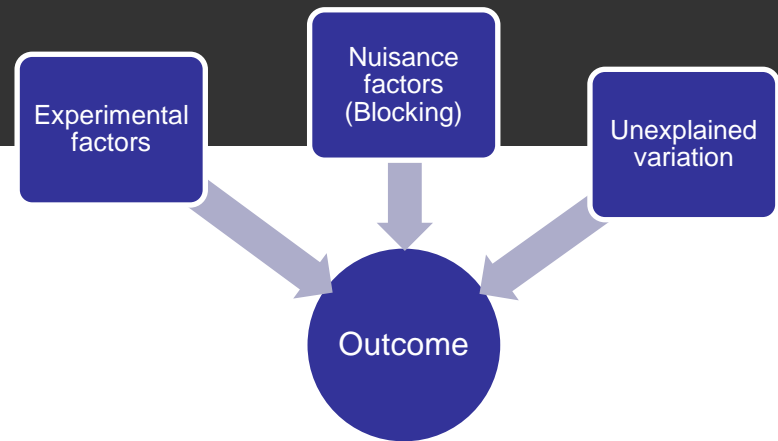 Experimental
factors
Nuisance
factors
(Blocking)
Unexplained
variation
Outcome